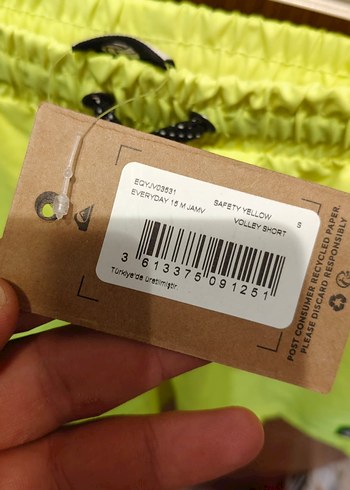 EQYJV03531 SAFETY YELLOW S
EVERYDAY 15 M JAMV VOLLEY SHORT
3 613375 091251
Türkiye'de üretilmiştir.
POST CONSUMER RECYCLED PAPER.
PLEASE DISCARD RESPONSIBLY